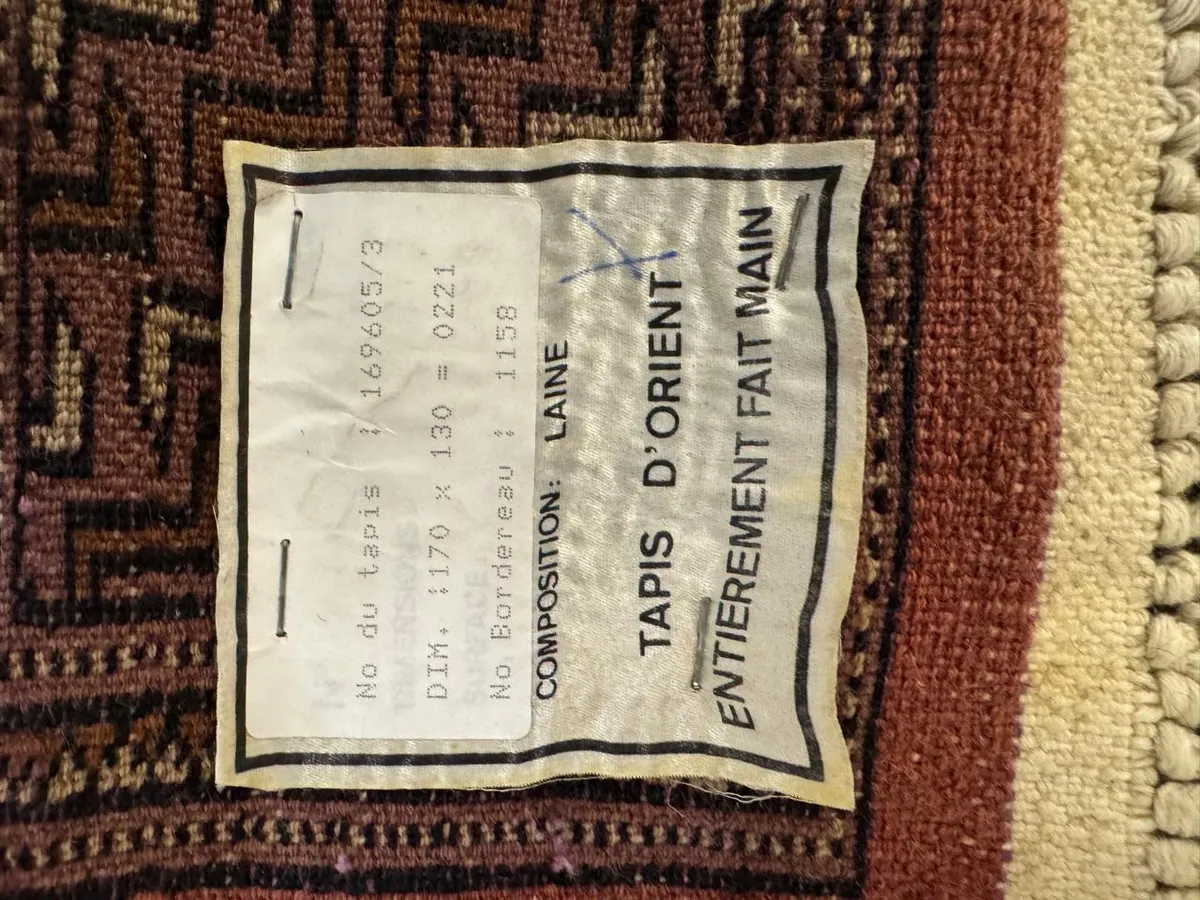 No du tapis : 169605/3
DIM. :170 x 130 = 0221
No Bordereau : 1158
COMPOSITION: LAINE
TAPIS D'ORIENT
ENTIEREMENT FAIT MAIN